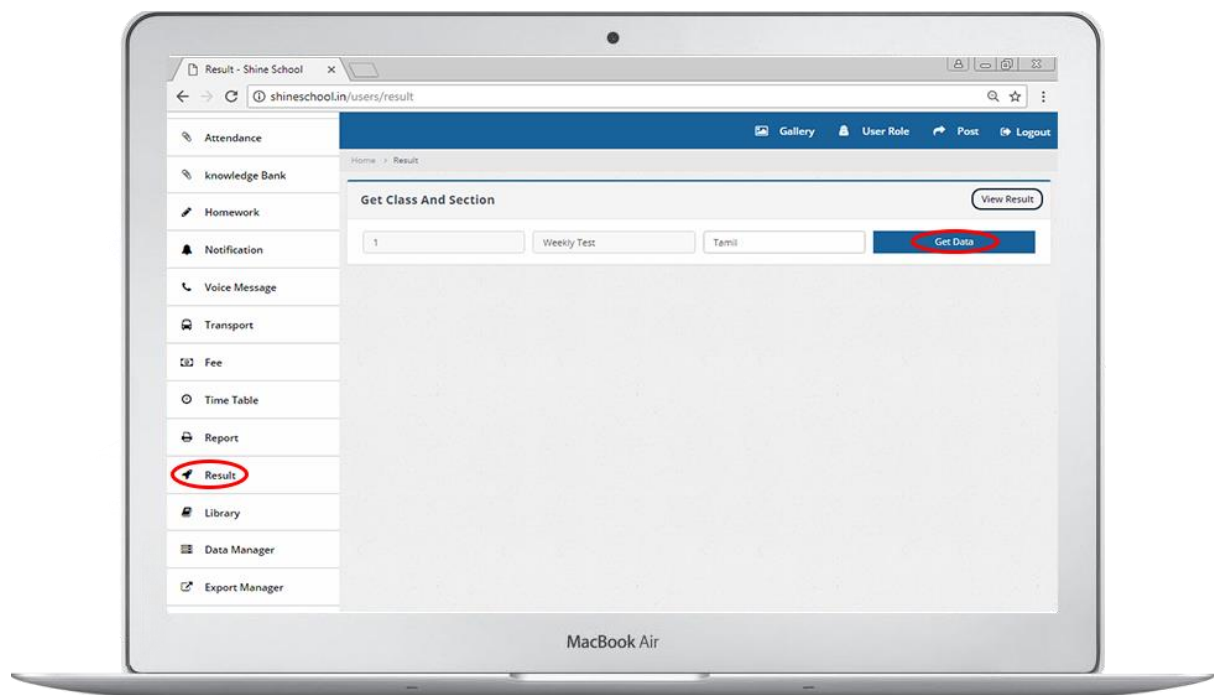 Result - Shine School
shineschool.in/users/result
Attendance
knowledge Bank
Homework
Notification
Voice Message
Transport
Fee
Time Table
Report
Result
Library
Data Manager
Export Manager
Gallery User Role Post Logout
Home > Result
Get Class And Section View Result
1 Weekly Test Tamil Get Data
MacBook Air